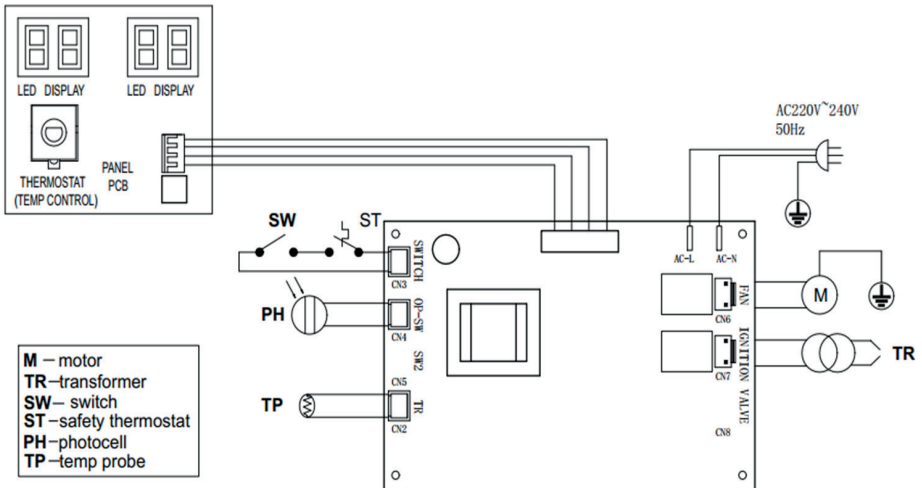 LED DISPLAY
LED DISPLAY
THERMOSTAT
(TEMP CONTROL)
PANEL
PCB
AC220V~240V
50Hz
SW
ST
SWITCH
CN3
PH
OP-SW
CN4
SW2
CN5
TP
TR
CN2
AC-L
AC-N
FAN
CN6
M
IGNITION
CN7
TR
VALVE
CN8
M – motor
TR–transformer
SW– switch
ST–safety thermostat
PH–photocell
TP–temp probe